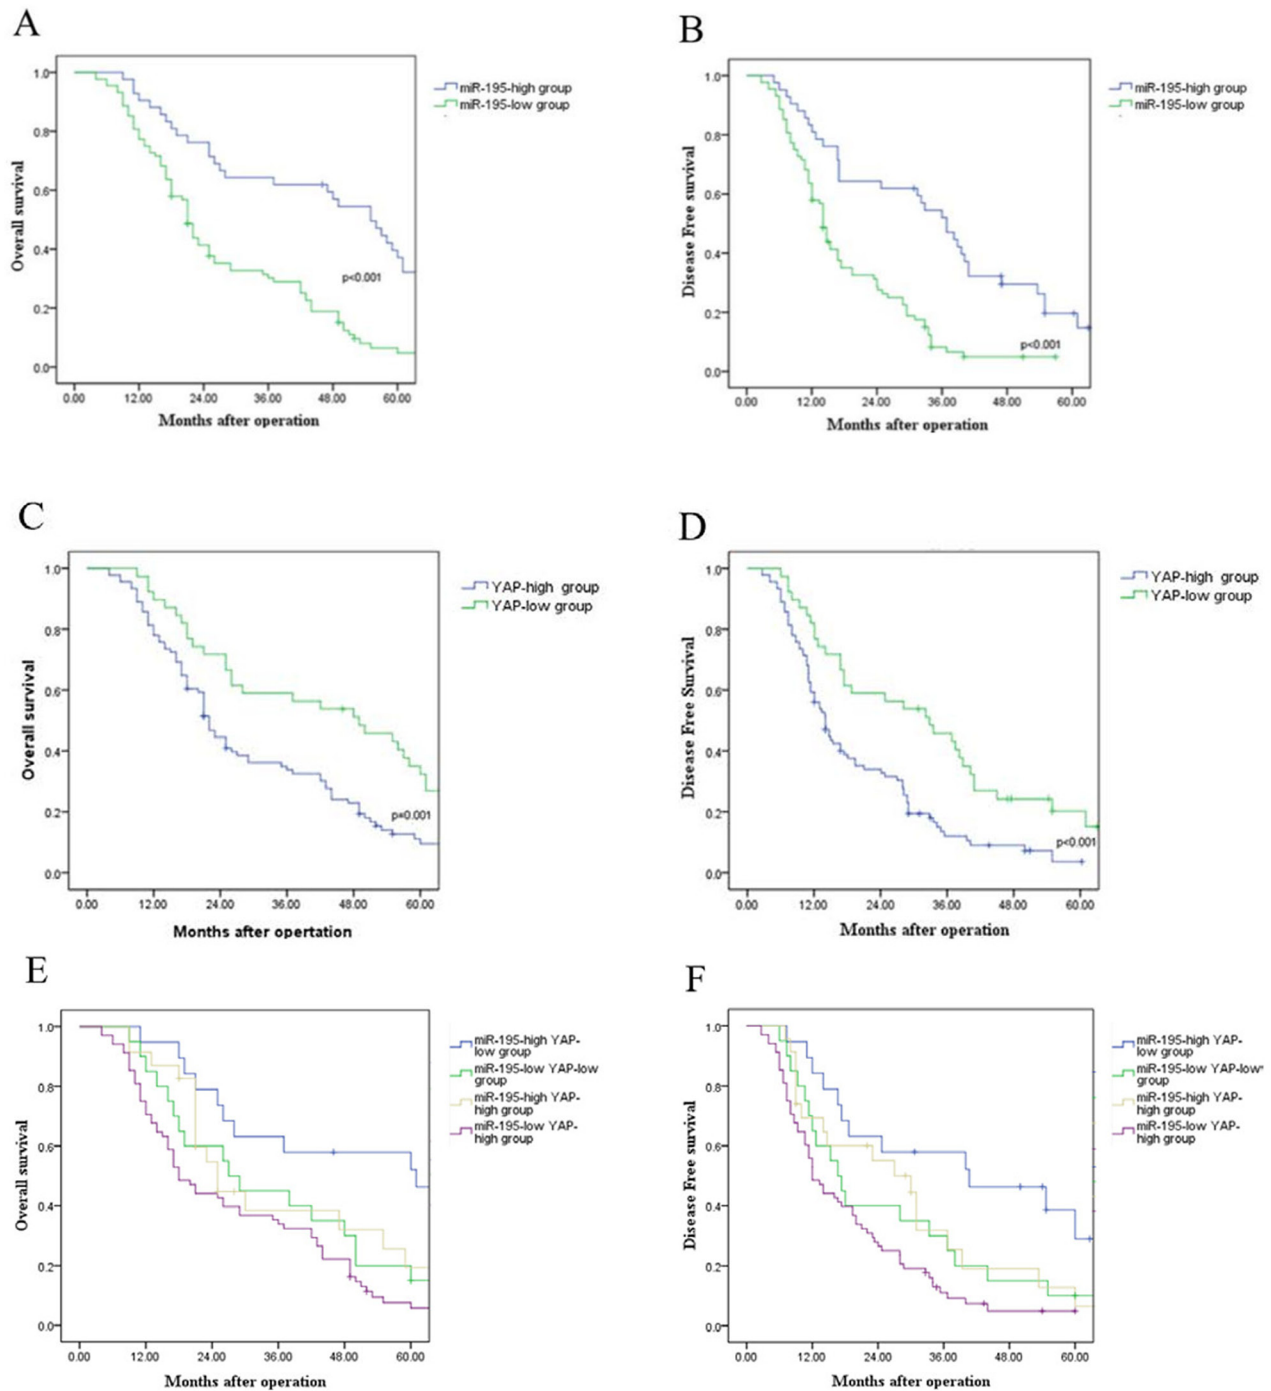 A
1.0
0.8
0.6
0.4
0.2
0.0
Overall survival
0.00 12.00 24.00 36.00 48.00 60.00
Months after operation
p<0.001
miR-195-high group
miR-195-low group
B
1.0
0.8
0.6
0.4
0.2
0.0
Disease Free survival
0.00 12.00 24.00 36.00 48.00 60.00
Months after operation
p<0.001
miR-195-high group
miR-195-low group
C
1.0
0.8
0.6
0.4
0.2
0.0
Overall survival
0.00 12.00 24.00 36.00 48.00 60.00
Months after opertation
p=0.001
YAP-high group
YAP-low group
D
1.0
0.8
0.6
0.4
0.2
0.0
Disease Free Survival
0.00 12.00 24.00 36.00 48.00 60.00
Months after operation
p<0.001
YAP-high group
YAP-low group
E
1.0
0.8
0.6
0.4
0.2
0.0
Overall survival
0.00 12.00 24.00 36.00 48.00 60.00
Months after operation
miR-195-high YAP-
low group
miR-195-low YAP-low
group
miR-195-high YAP-
high group
miR-195-low YAP-
high group
F
1.0
0.8
0.6
0.4
0.2
0.0
Disease Free survival
0.00 12.00 24.00 36.00 48.00 60.00
Months after operation
miR-195-high YAP-
low group
miR-195-low YAP-low
group
miR-195-high YAP-
high group
miR-195-low YAP-
high group